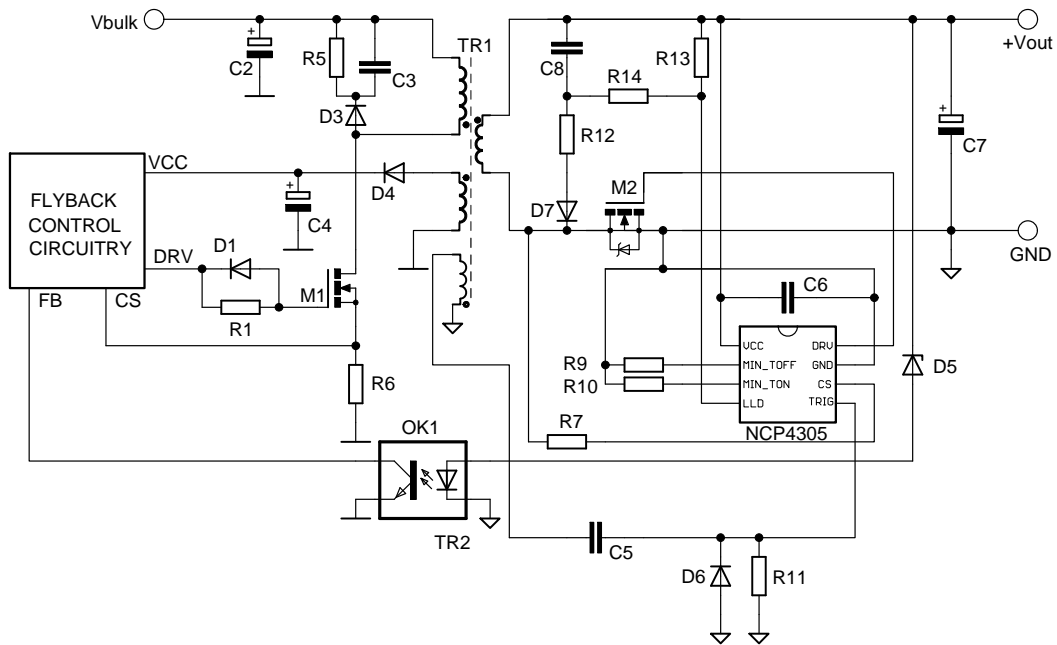 Vbulk
+
C2
R5
C3
D3
TR1
C8
R14
R13
R12
+Vout
+
C7
VCC
D4
+
C4
FLYBACK
CONTROL
CIRCUITRY
DRV
D1
R1
M1
FB
CS
D7
M2
GND
C6
R6
R9
R10
VCC
MIN_TOFF
MIN_TON
LLD
DRV
GND
CS
TRIG
NCP4305
D5
R7
OK1
TR2
C5
D6
R11